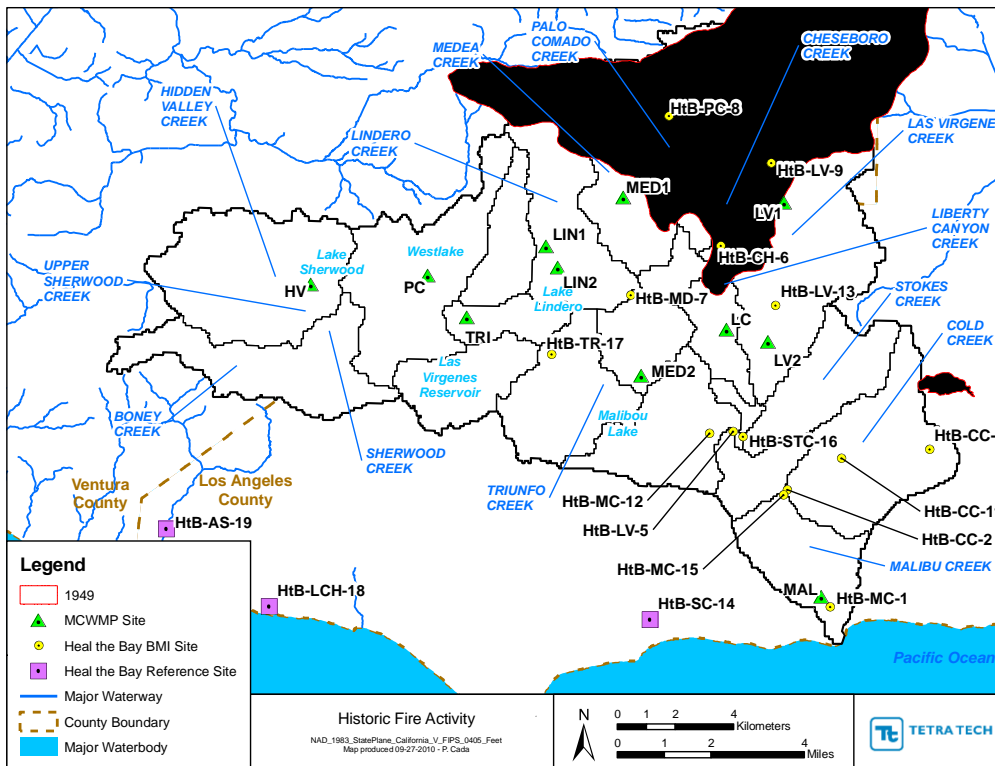 PALO
COMADO
CREEK
MEDEA
CREEK
CHESEBORO
CREEK
HIDDEN
VALLEY
CREEK
LINDERO
CREEK
LAS VIRGENE
CREEK
HtB-PC-8
HtB-LV-9
MED1
LV1
LIBERTY
CANYON
CREEK
LIN1
Lake
Sherwood
Westlake
HtB-CH-6
UPPER
SHERWOOD
CREEK
LIN2
STOKES
CREEK
HV
PC
Lake
Lindero
HtB-MD-7
HtB-LV-13
TRI
LC
COLD
CREEK
HtB-TR-17
LV2
Las
Virgenes
Reservoir
MED2
BONEY
CREEK
Malibou
Lake
HtB-STC-16
HtB-CC-
SHERWOOD
CREEK
Ventura
County
Los Angeles
County
TRIUNFO
CREEK
HtB-MC-12
HtB-CC-1
HtB-AS-19
HtB-LV-5
HtB-CC-2
HtB-MC-15
MALIBU CREEK
HtB-LCH-18
HtB-SC-14
MAL
HtB-MC-1
Pacific Ocean
Legend
1949
MCWMP Site
Heal the Bay BMI Site
Heal the Bay Reference Site
Major Waterway
County Boundary
Major Waterbody
Historic Fire Activity
NAD_1983_StatePlane_California_V_FIPS_0405_Feet
Map produced 09-27-2010 - P. Cada
N
0 1 2 4
Kilometers
0 1 2 4
Miles
Tt TETRA TECH